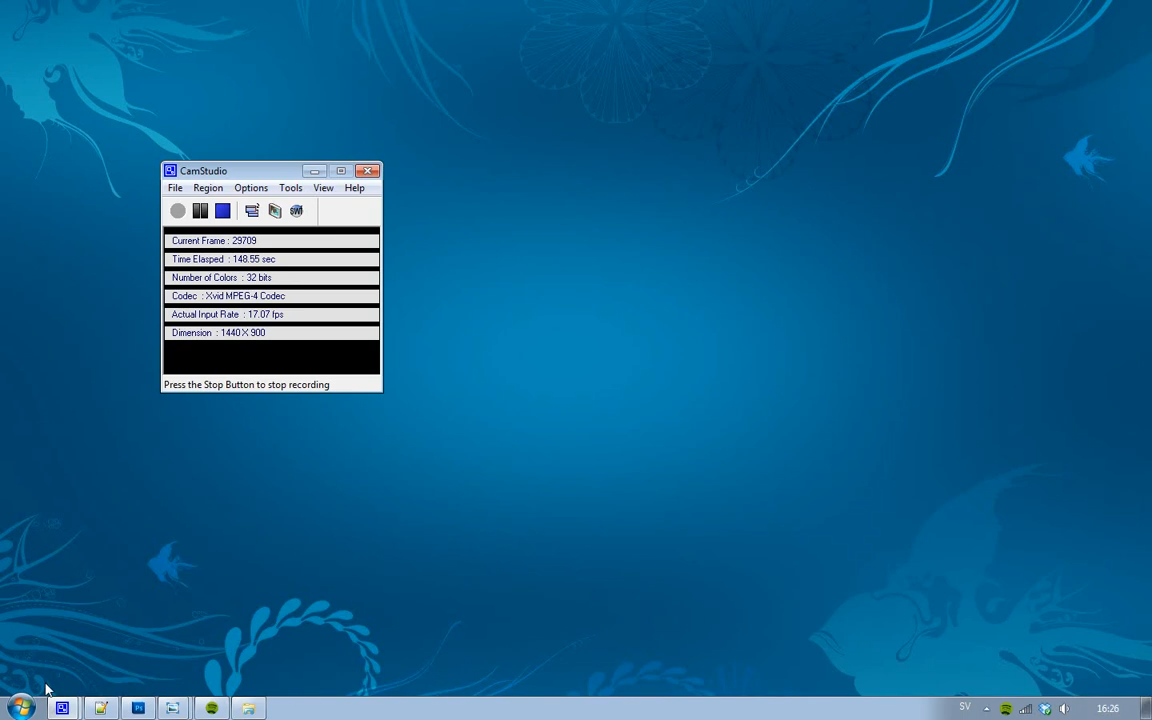 CamStudio
File Region Options Tools View Help
SWF
Current Frame : 29709
Time Elasped : 148.55 sec
Number of Colors : 32 bits
Codec : Xvid MPEG-4 Codec
Actual Input Rate : 17.07 fps
Dimension : 1440 X 900
Press the Stop Button to stop recording
Ps
SV 16:26